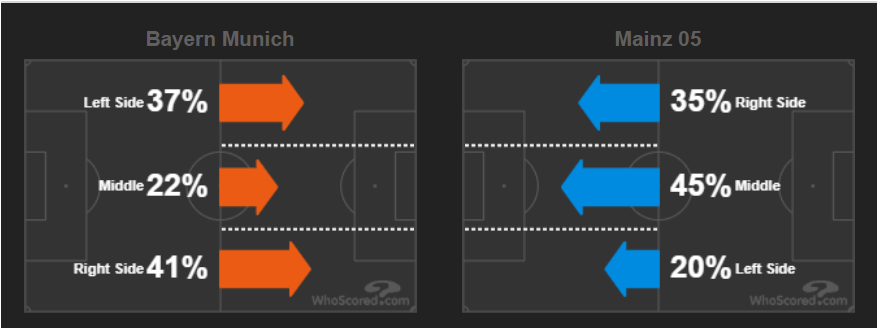 Bayern Munich
Mainz 05
Left Side 37%
35% Right Side
Middle 22%
45% Middle
Right Side 41%
20% Left Side
WhoScored.com
WhoScored.com